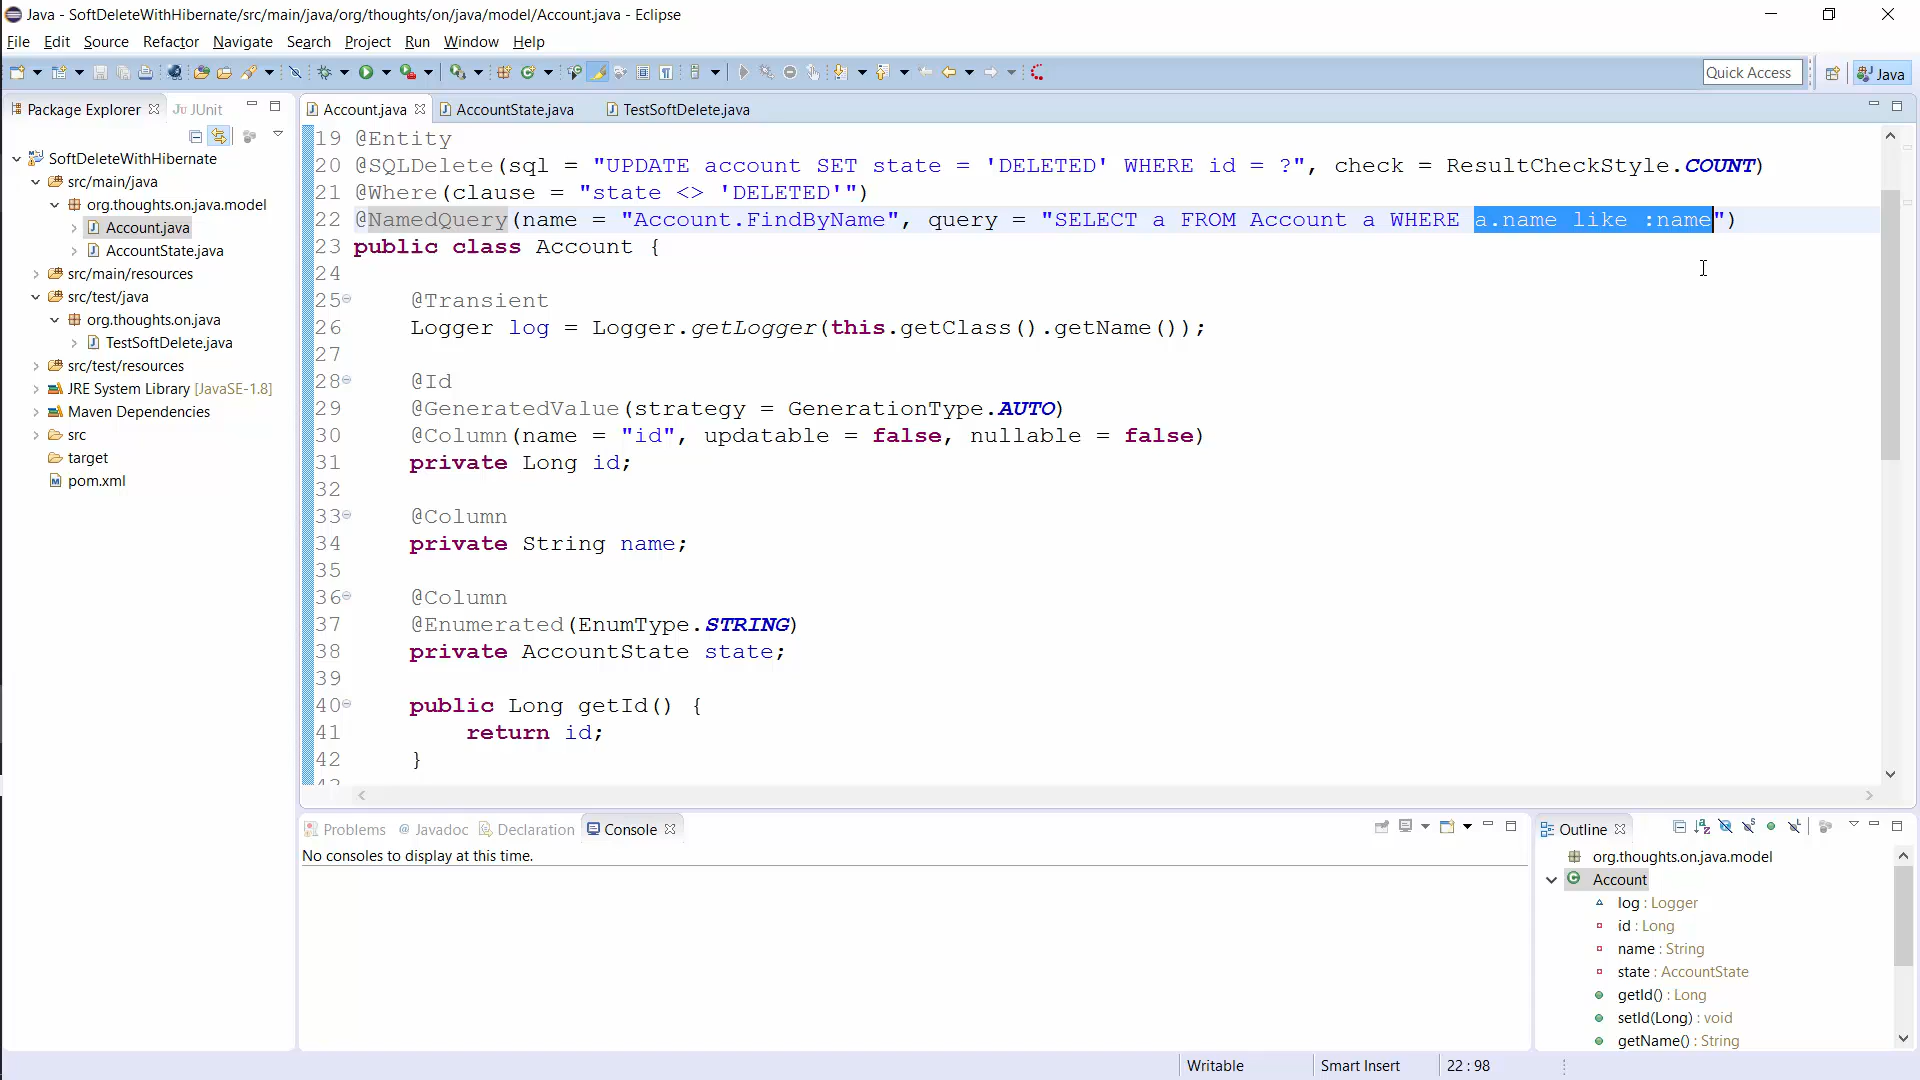 Java - SoftDeleteWithHibernate/src/main/java/org/thoughts/on/java/model/Account.java - Eclipse
File Edit Source Refactor Navigate Search Project Run Window Help
Quick Access Java
Package Explorer JUnit
SoftDeleteWithHibernate
src/main/java
org.thoughts.on.java.model
Account.java
AccountState.java
src/main/resources
src/test/java
org.thoughts.on.java
TestSoftDelete.java
src/test/resources
JRE System Library [JavaSE-1.8]
Maven Dependencies
src
target
pom.xml
Account.java AccountState.java TestSoftDelete.java
19 @Entity
20 @SQLDelete(sql = "UPDATE account SET state = 'DELETED' WHERE id = ?", check = ResultCheckStyle.COUNT)
21 @Where(clause = "state <> 'DELETED'")
22 @NamedQuery(name = "Account.FindByName", query = "SELECT a FROM Account a WHERE a.name like :name")
23 public class Account {
24
25 @Transient
26 Logger log = Logger.getLogger(this.getClass().getName());
27
28 @Id
29 @GeneratedValue(strategy = GenerationType.AUTO)
30 @Column(name = "id", updatable = false, nullable = false)
31 private Long id;
32
33 @Column
34 private String name;
35
36 @Column
37 @Enumerated(EnumType.STRING)
38 private AccountState state;
39
40 public Long getId() {
41 return id;
42 }
Problems @ Javadoc Declaration Console
No consoles to display at this time.
Outline
org.thoughts.on.java.model
Account
log : Logger
id : Long
name : String
state : AccountState
getId() : Long
setId(Long) : void
getName() : String
Writable Smart Insert 22 : 98